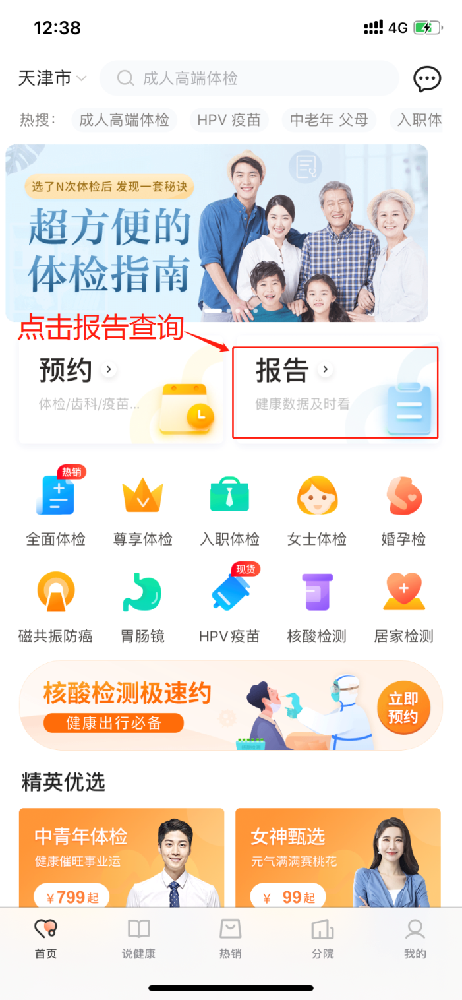 12:38
4G
天津市
成人高端体检
热搜：
成人高端体检
HPV 疫苗
中老年 父母
入职体
选了N次体检后 发现一套秘诀
超方便的
体检指南
点击报告查询
预约
体检/齿科/疫苗...
报告
健康数据及时看
热销
全面体检
尊享体检
入职体检
女士体检
婚孕检
现货
磁共振防癌
胃肠镜
HPV疫苗
核酸检测
居家检测
核酸检测极速约
健康出行必备
立即
预约
精英优选
中青年体检
健康催旺事业运
¥799起
女神甄选
元气满满赛桃花
¥ 99起
首页
说健康
热销
分院
我的